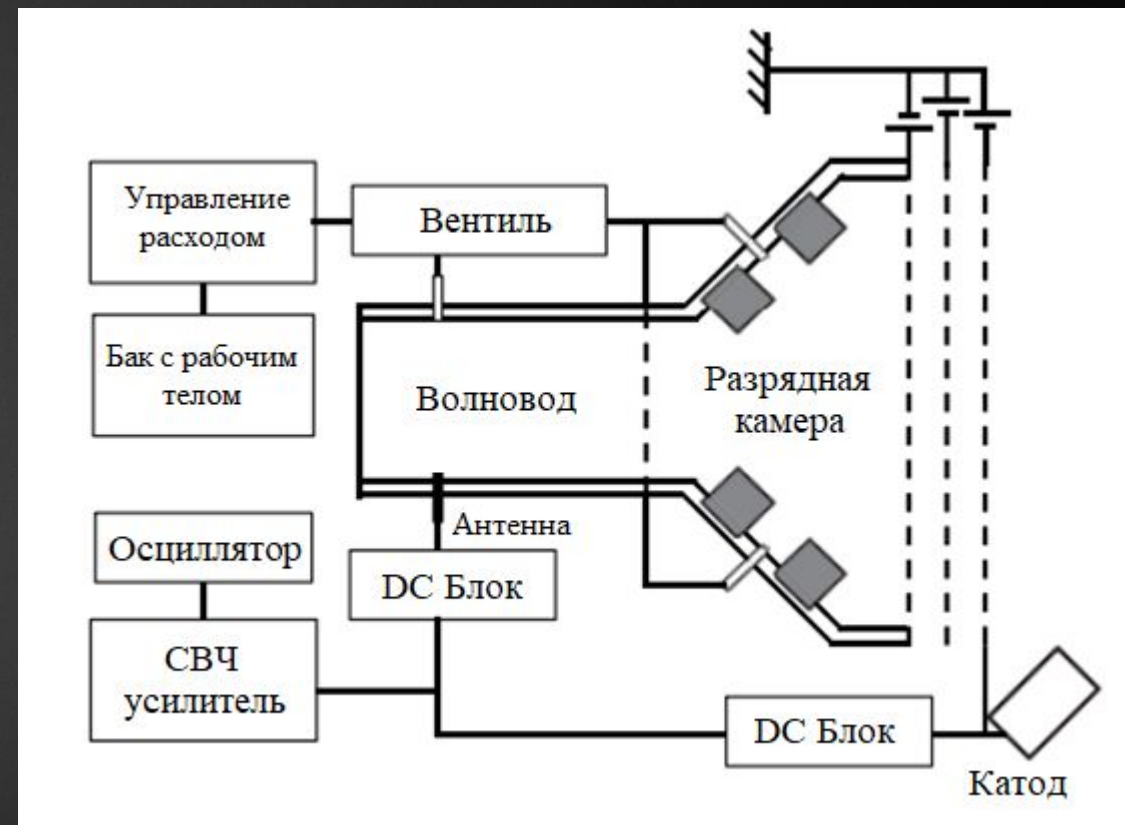 Управление
расходом
Вентиль
Бак с рабочим
телом
Волновод
Разрядная
камера
Антенна
Осциллятор
DC Блок
СВЧ
усилитель
DC Блок
Катод